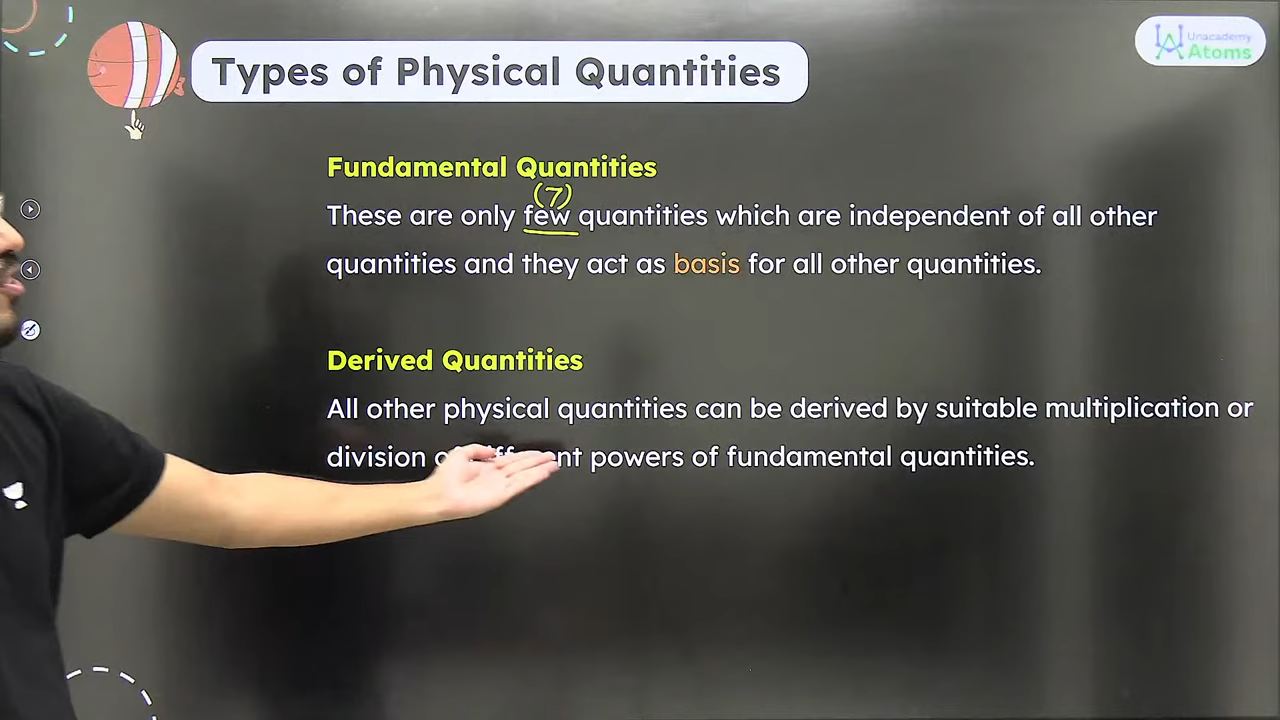 Types of Physical Quantities
Unacademy
Atoms
Fundamental Quantities
(7)
These are only few quantities which are independent of all other
quantities and they act as basis for all other quantities.
Derived Quantities
All other physical quantities can be derived by suitable multiplication or
division of different powers of fundamental quantities.